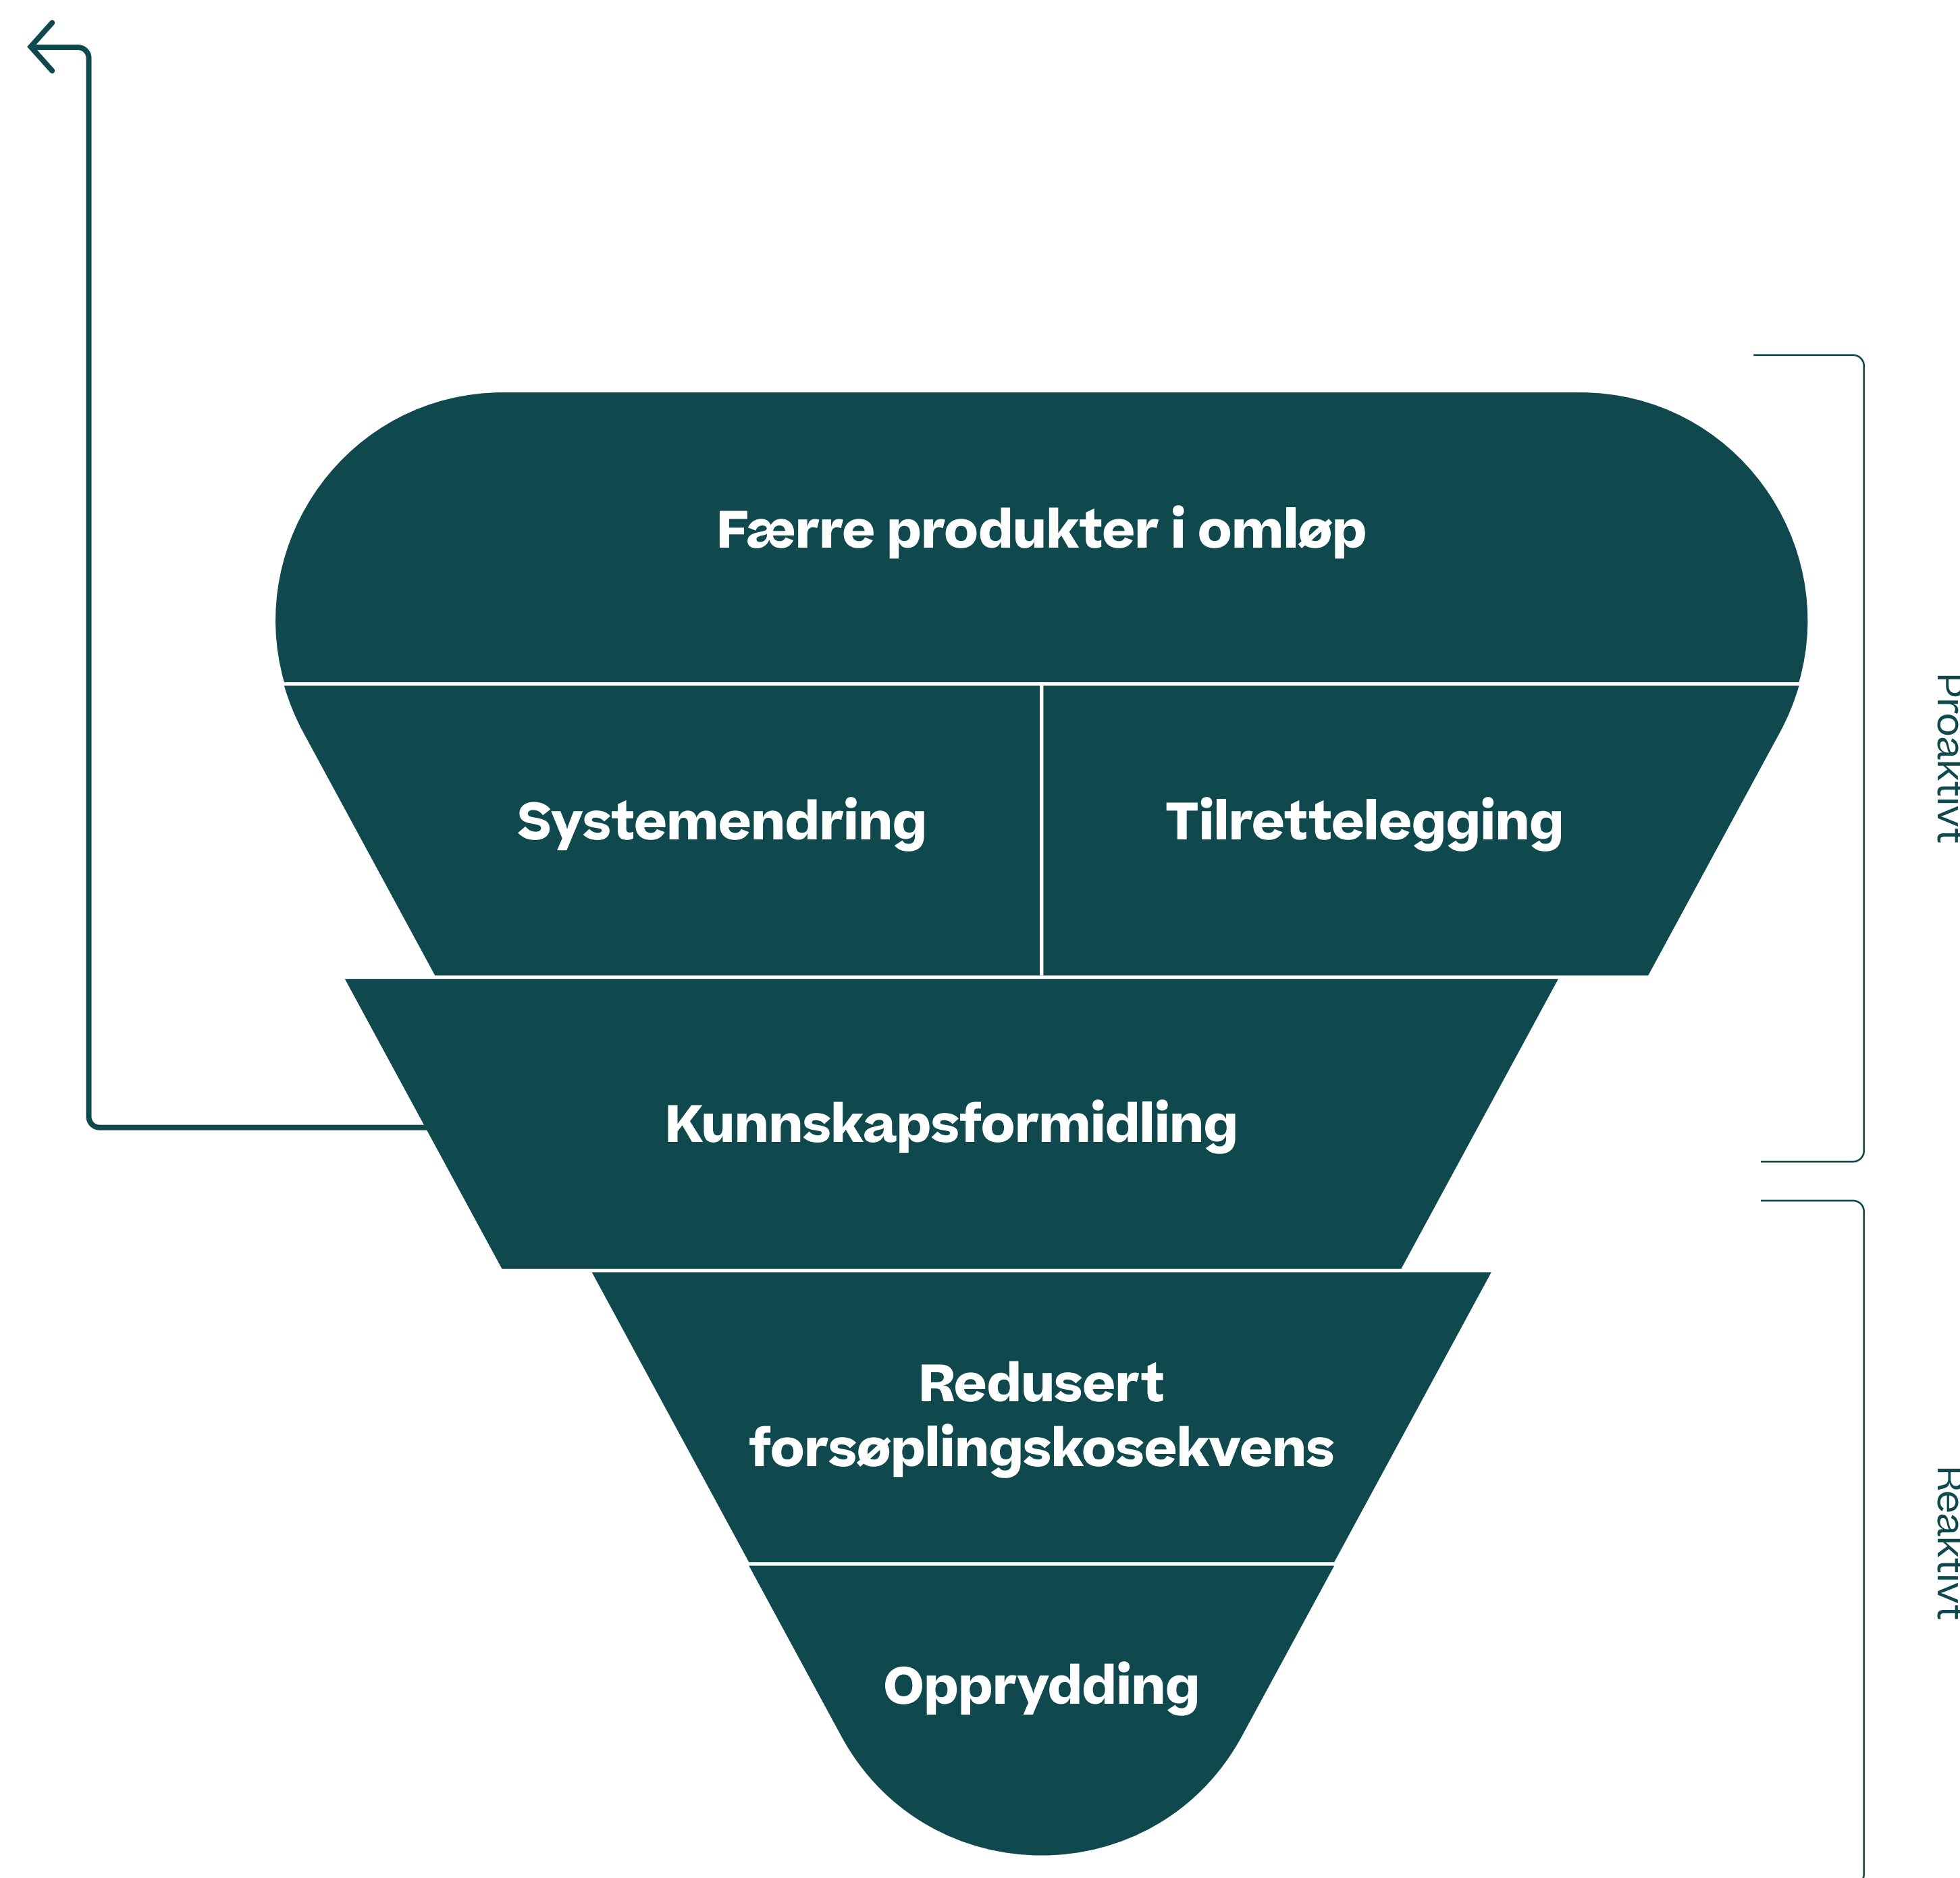 Færre produkter i omløp
Systemendring
Tilrettelegging
Proaktivt
Kunnskapsformidling
Redusert
forsøplingskosekvens
Reaktivt
Opprydding